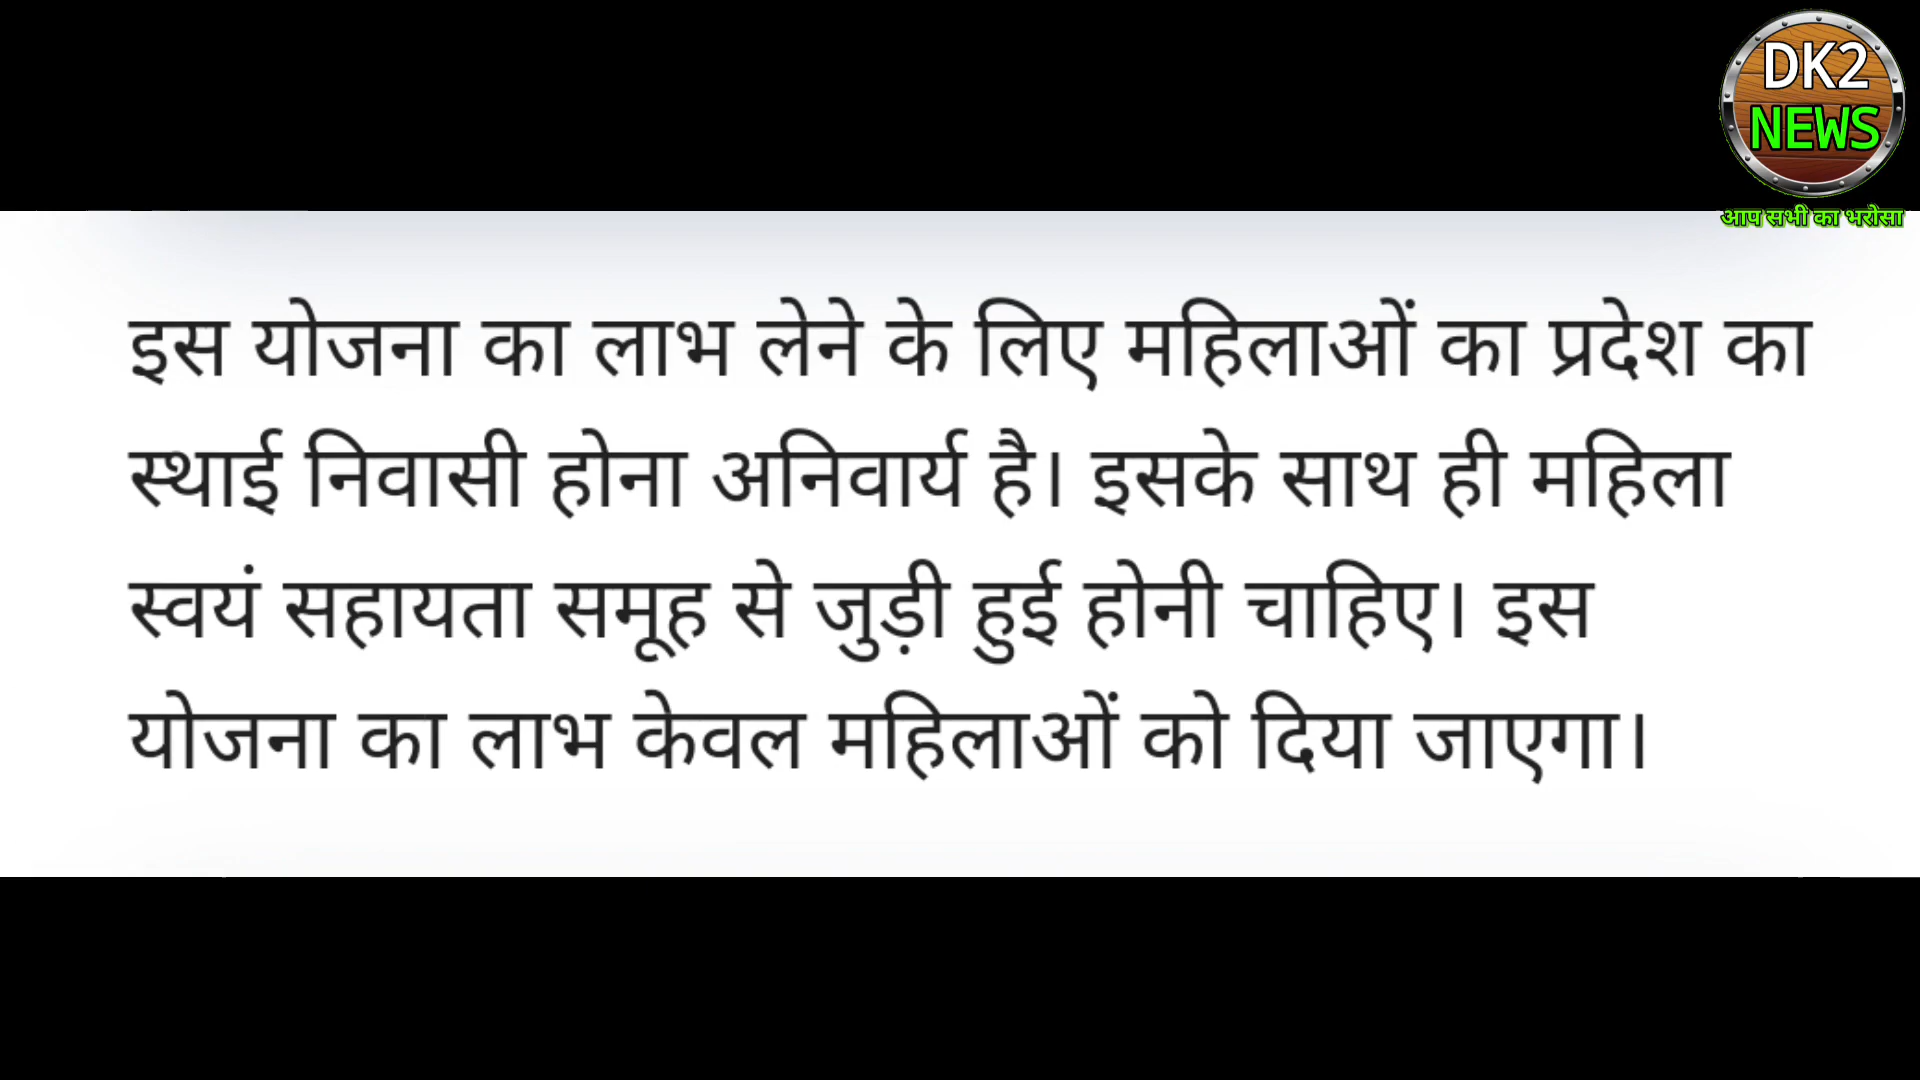 DK2
NEWS
आप सभी का भरोसा
इस योजना का लाभ लेने के लिए महिलाओं का प्रदेश का
स्थाई निवासी होना अनिवार्य है। इसके साथ ही महिला
स्वयं सहायता समूह से जुड़ी हुई होनी चाहिए। इस
योजना का लाभ केवल महिलाओं को दिया जाएगा।